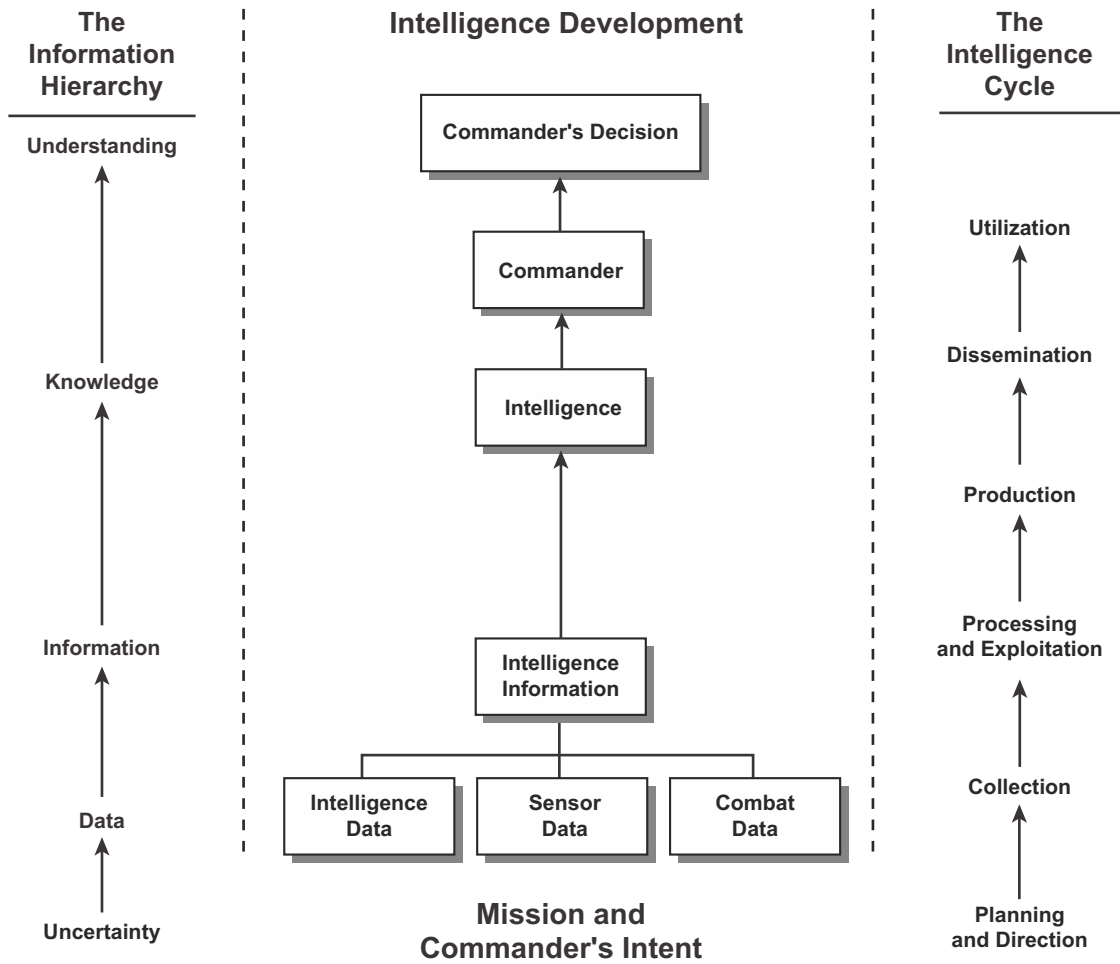 The
Information
Hierarchy
Understanding
Knowledge
Information
Data
Uncertainty
Intelligence Development
Commander's Decision
Commander
Intelligence
Intelligence
Information
Intelligence
Data
Sensor
Data
Combat
Data
Mission and
Commander's Intent
The
Intelligence
Cycle
Utilization
Dissemination
Production
Processing
and Exploitation
Collection
Planning
and Direction